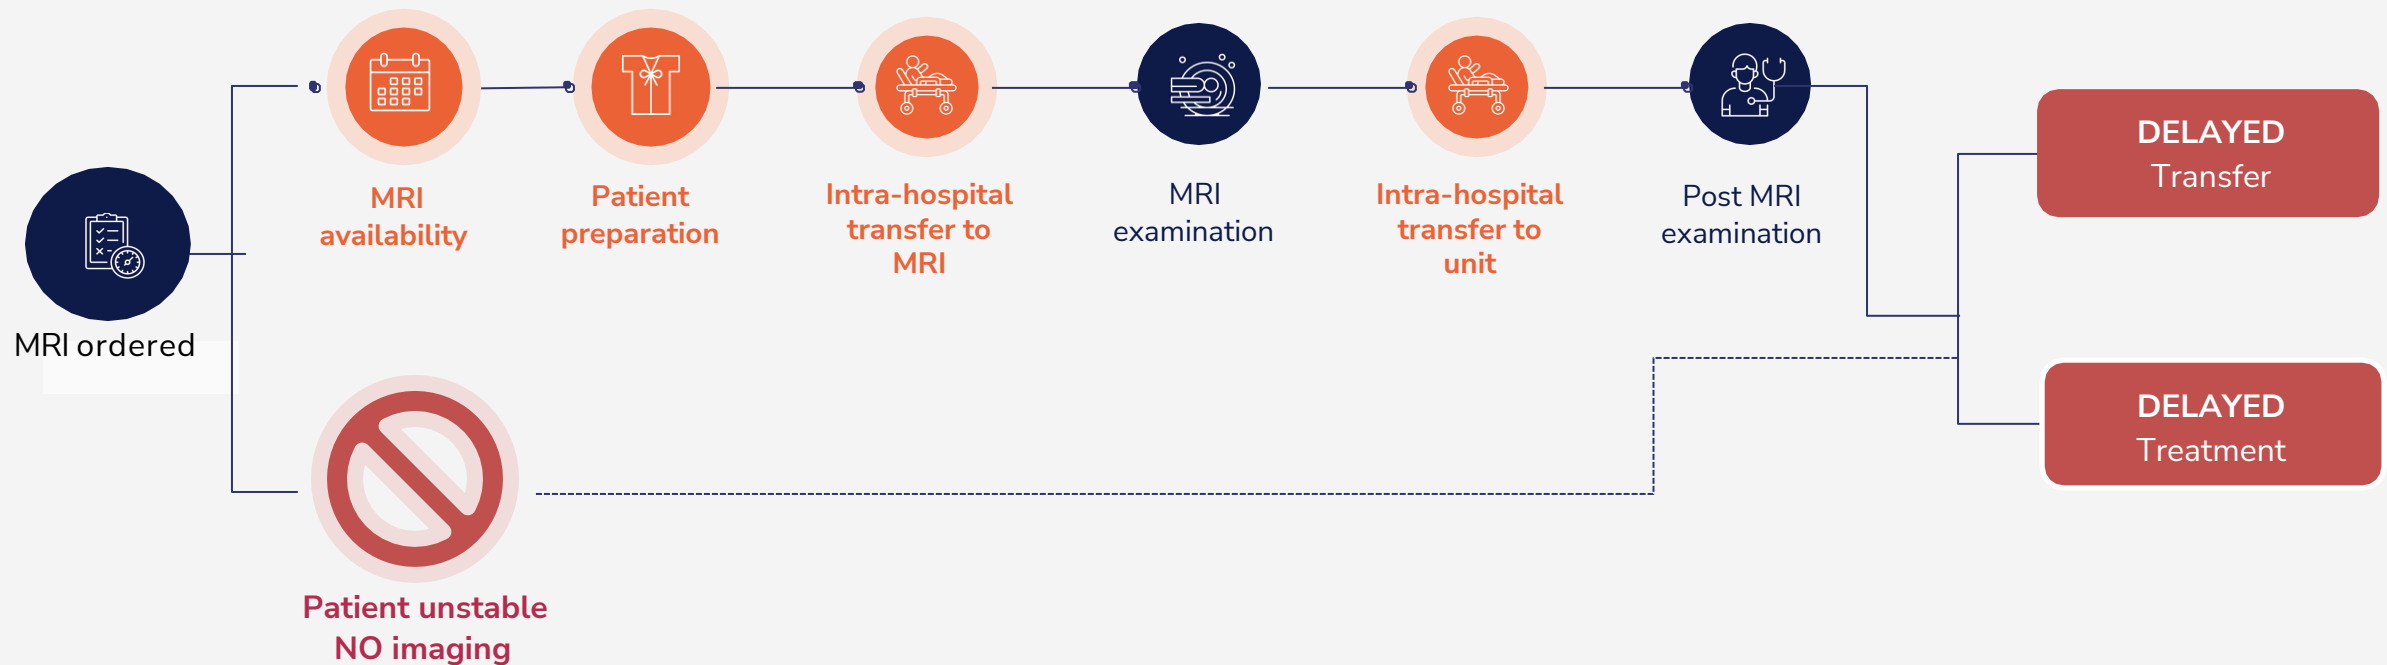 MRI ordered
MRI
availability
Patient
preparation
Intra-hospital
transfer to
MRI
MRI
examination
Intra-hospital
transfer to
unit
Post MRI
examination
DELAYED
Transfer
DELAYED
Treatment
Patient unstable
NO imaging